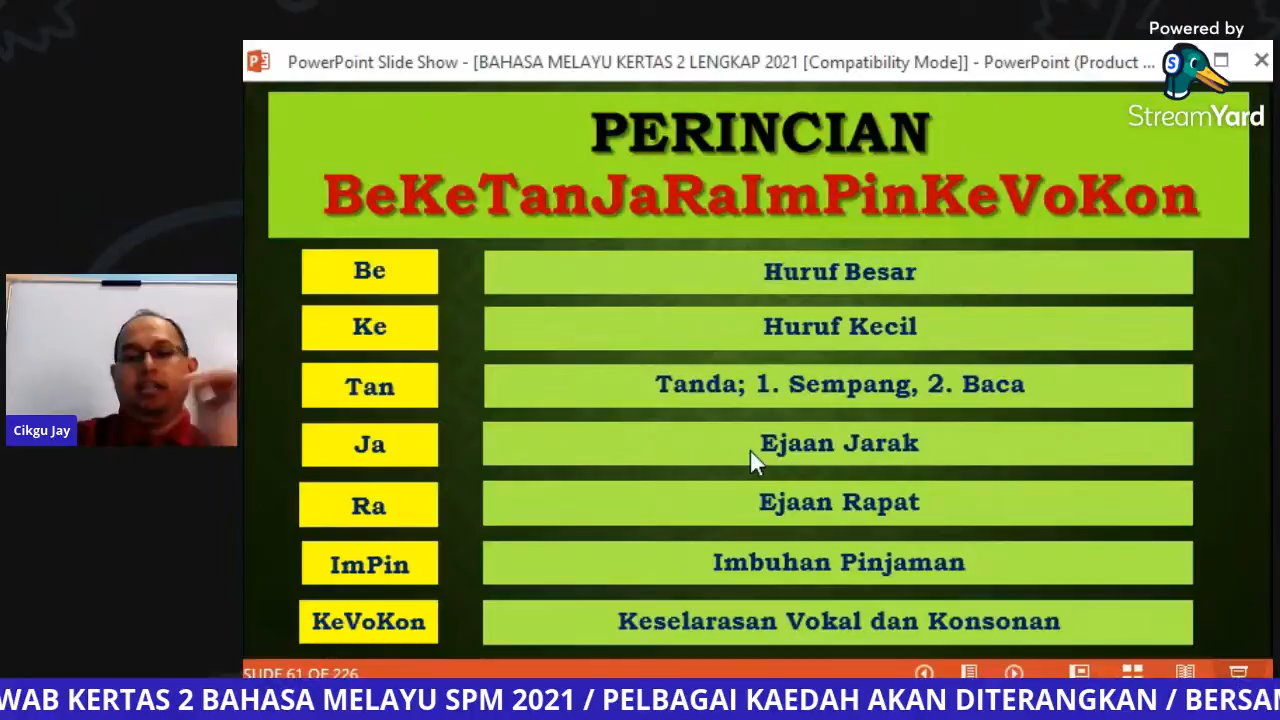 Powered by
StreamYard
PowerPoint Slide Show - [BAHASA MELAYU KERTAS 2 LENGKAP 2021 [Compatibility Mode]] - PowerPoint (Product ...
PERINCIAN
BeKeTanJaRaImPinKeVoKon
Be Huruf Besar
Ke Huruf Kecil
Tan Tanda; 1. Sempang, 2. Baca
Ja Ejaan Jarak
Ra Ejaan Rapat
ImPin Imbuhan Pinjaman
KeVoKon Keselarasan Vokal dan Konsonan
Cikgu Jay
SLIDE 61 OF 226
WAB KERTAS 2 BAHASA MELAYU SPM 2021 / PELBAGAI KAEDAH AKAN DITERANGKAN / BERSAM